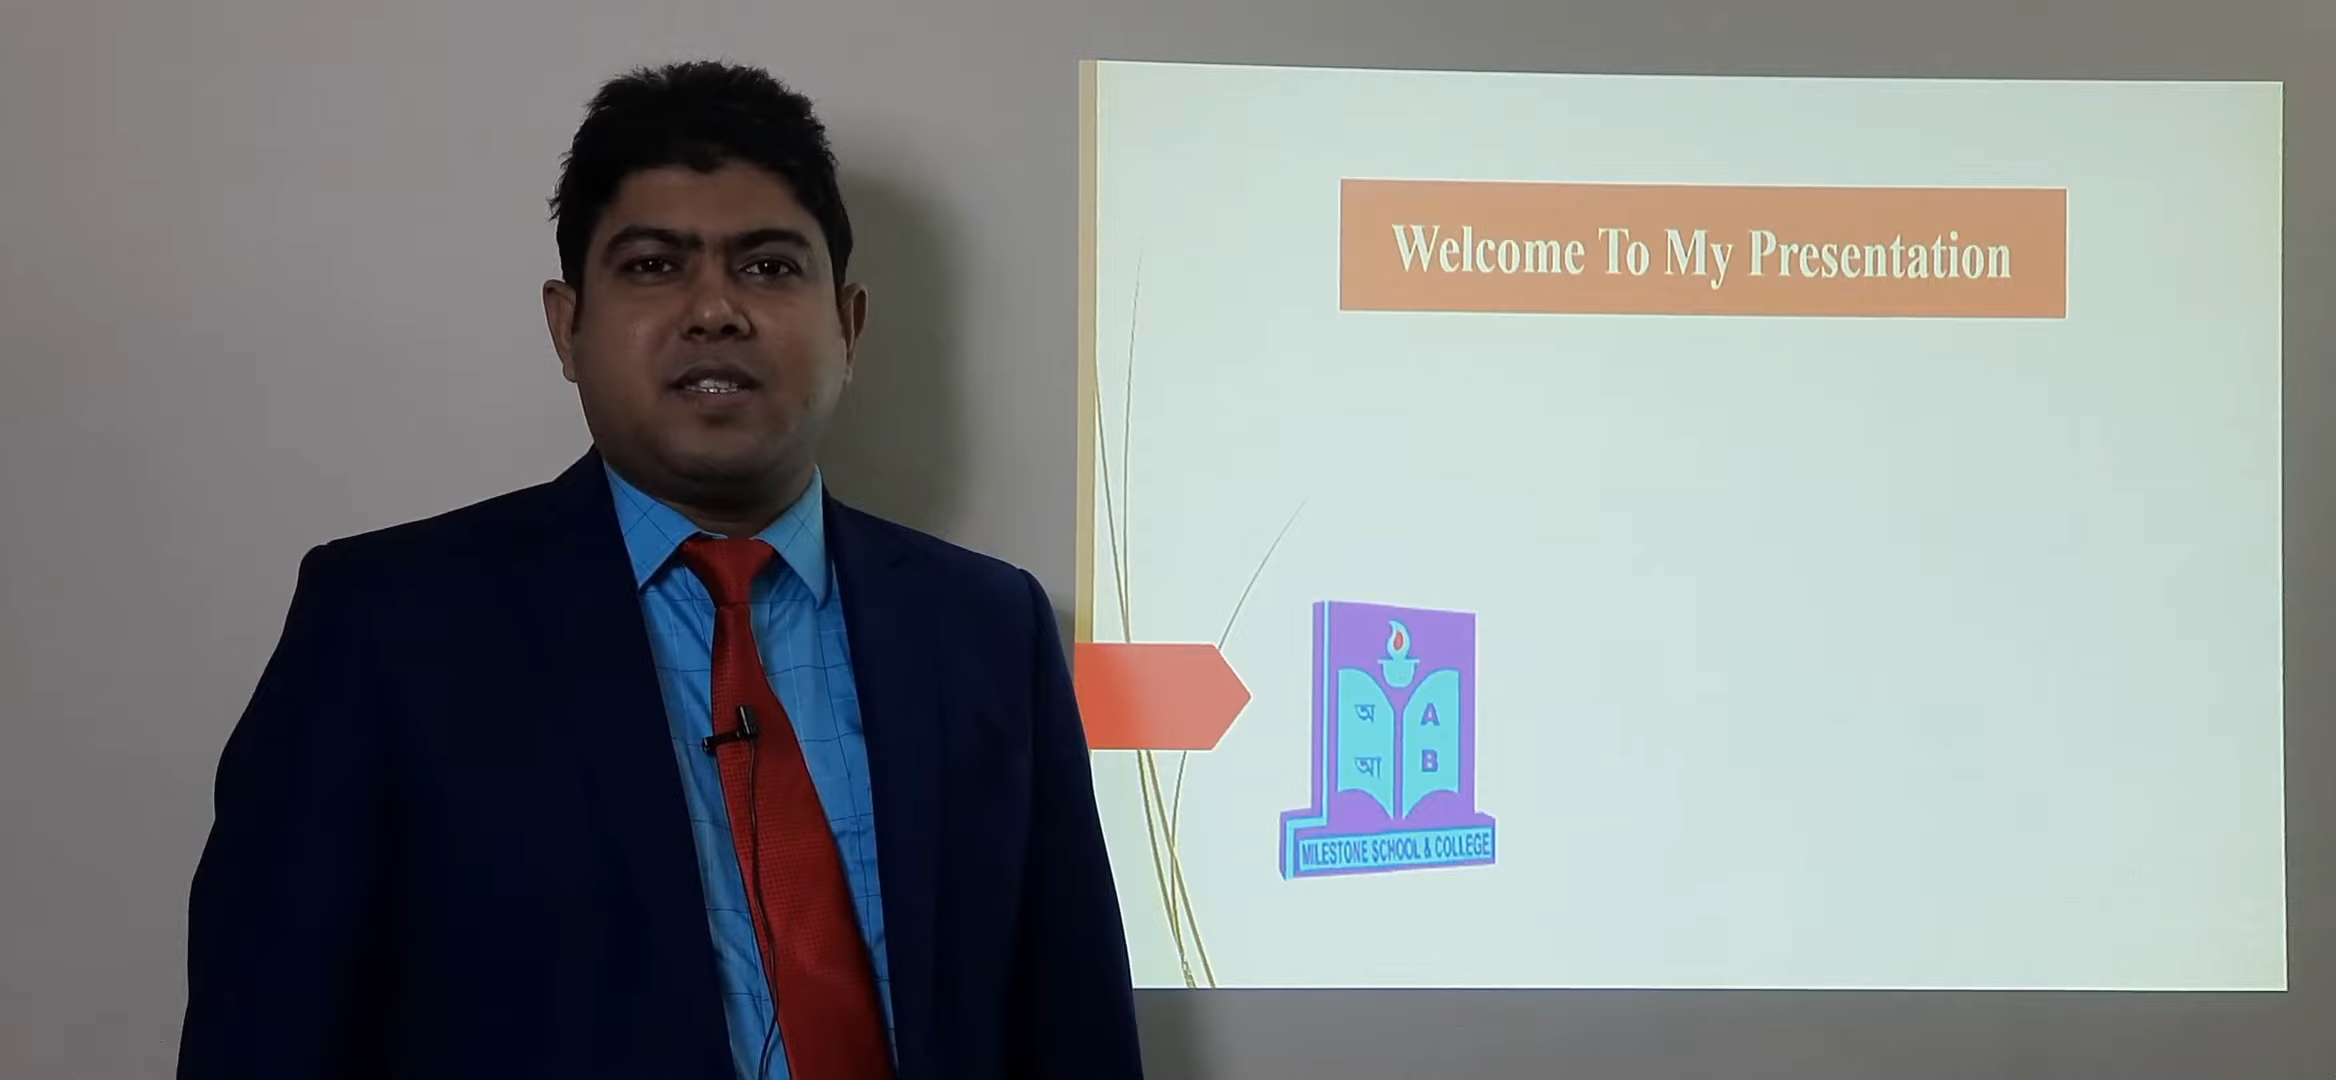 Welcome To My Presentation
অ A
আ B
MILESTONE SCHOOL & COLLEGE